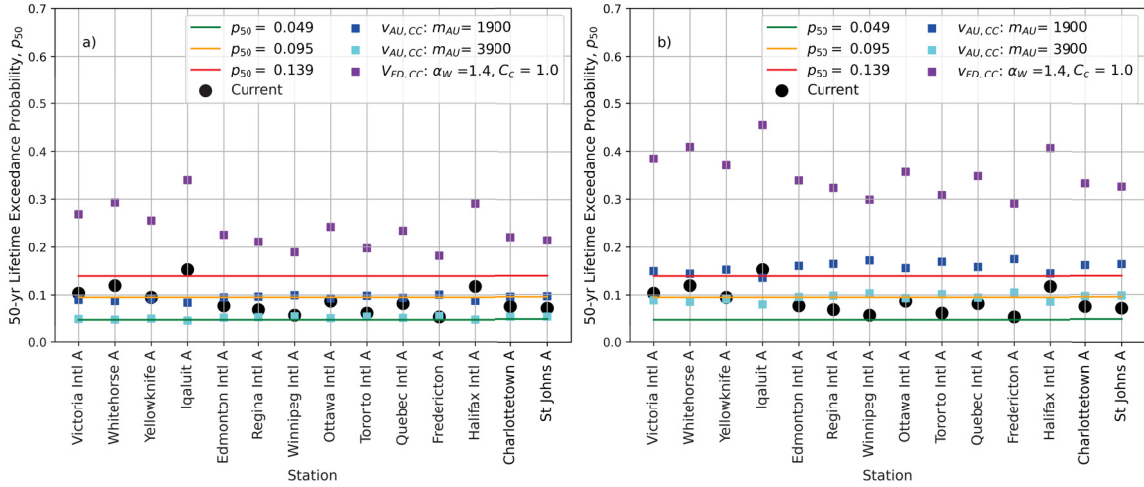 50-yr Lifetime Exceedance Probability, p50
0.7
0.6
0.5
0.4
0.3
0.2
0.1
0.0
a)
p50 = 0.049
p50 = 0.095
p50 = 0.139
Current
vAU,CC: mAU = 1900
vAU,CC: mAU = 3900
vED,CC: αW =1.4, Cc = 1.0
Victoria Intl A
Whitehorse A
Yellowknife A
Iqaluit A
Edmonton Intl A
Regina Intl A
Winnipeg Intl A
Ottawa Intl A
Tororto Intl A
Quebec Intl A
Fredericton A
Halifax Intl A
Charlottetown A
St Johns A
Station
50-yr Lifetime Exceedance Probability, p50
0.7
0.6
0.5
0.4
0.3
0.2
0.1
0.0
b)
p50 = 0.049
p50 = 0.095
p50 = 0.139
Current
vAU,CC: mAU = 1900
vAU,CC: mAU = 3900
vED,CC: αW =1.4, Cc = 1.0
Victoria Intl A
Whitehorse A
Yellowknife A
Iqaluit A
Edmonton Intl A
Regina Intl A
Winnipeg Intl A
Ottawa Intl A
Tororto Intl A
Quebec Intl A
Fredericton A
Halifax Intl A
Charlottetown A
St Johns A
Station